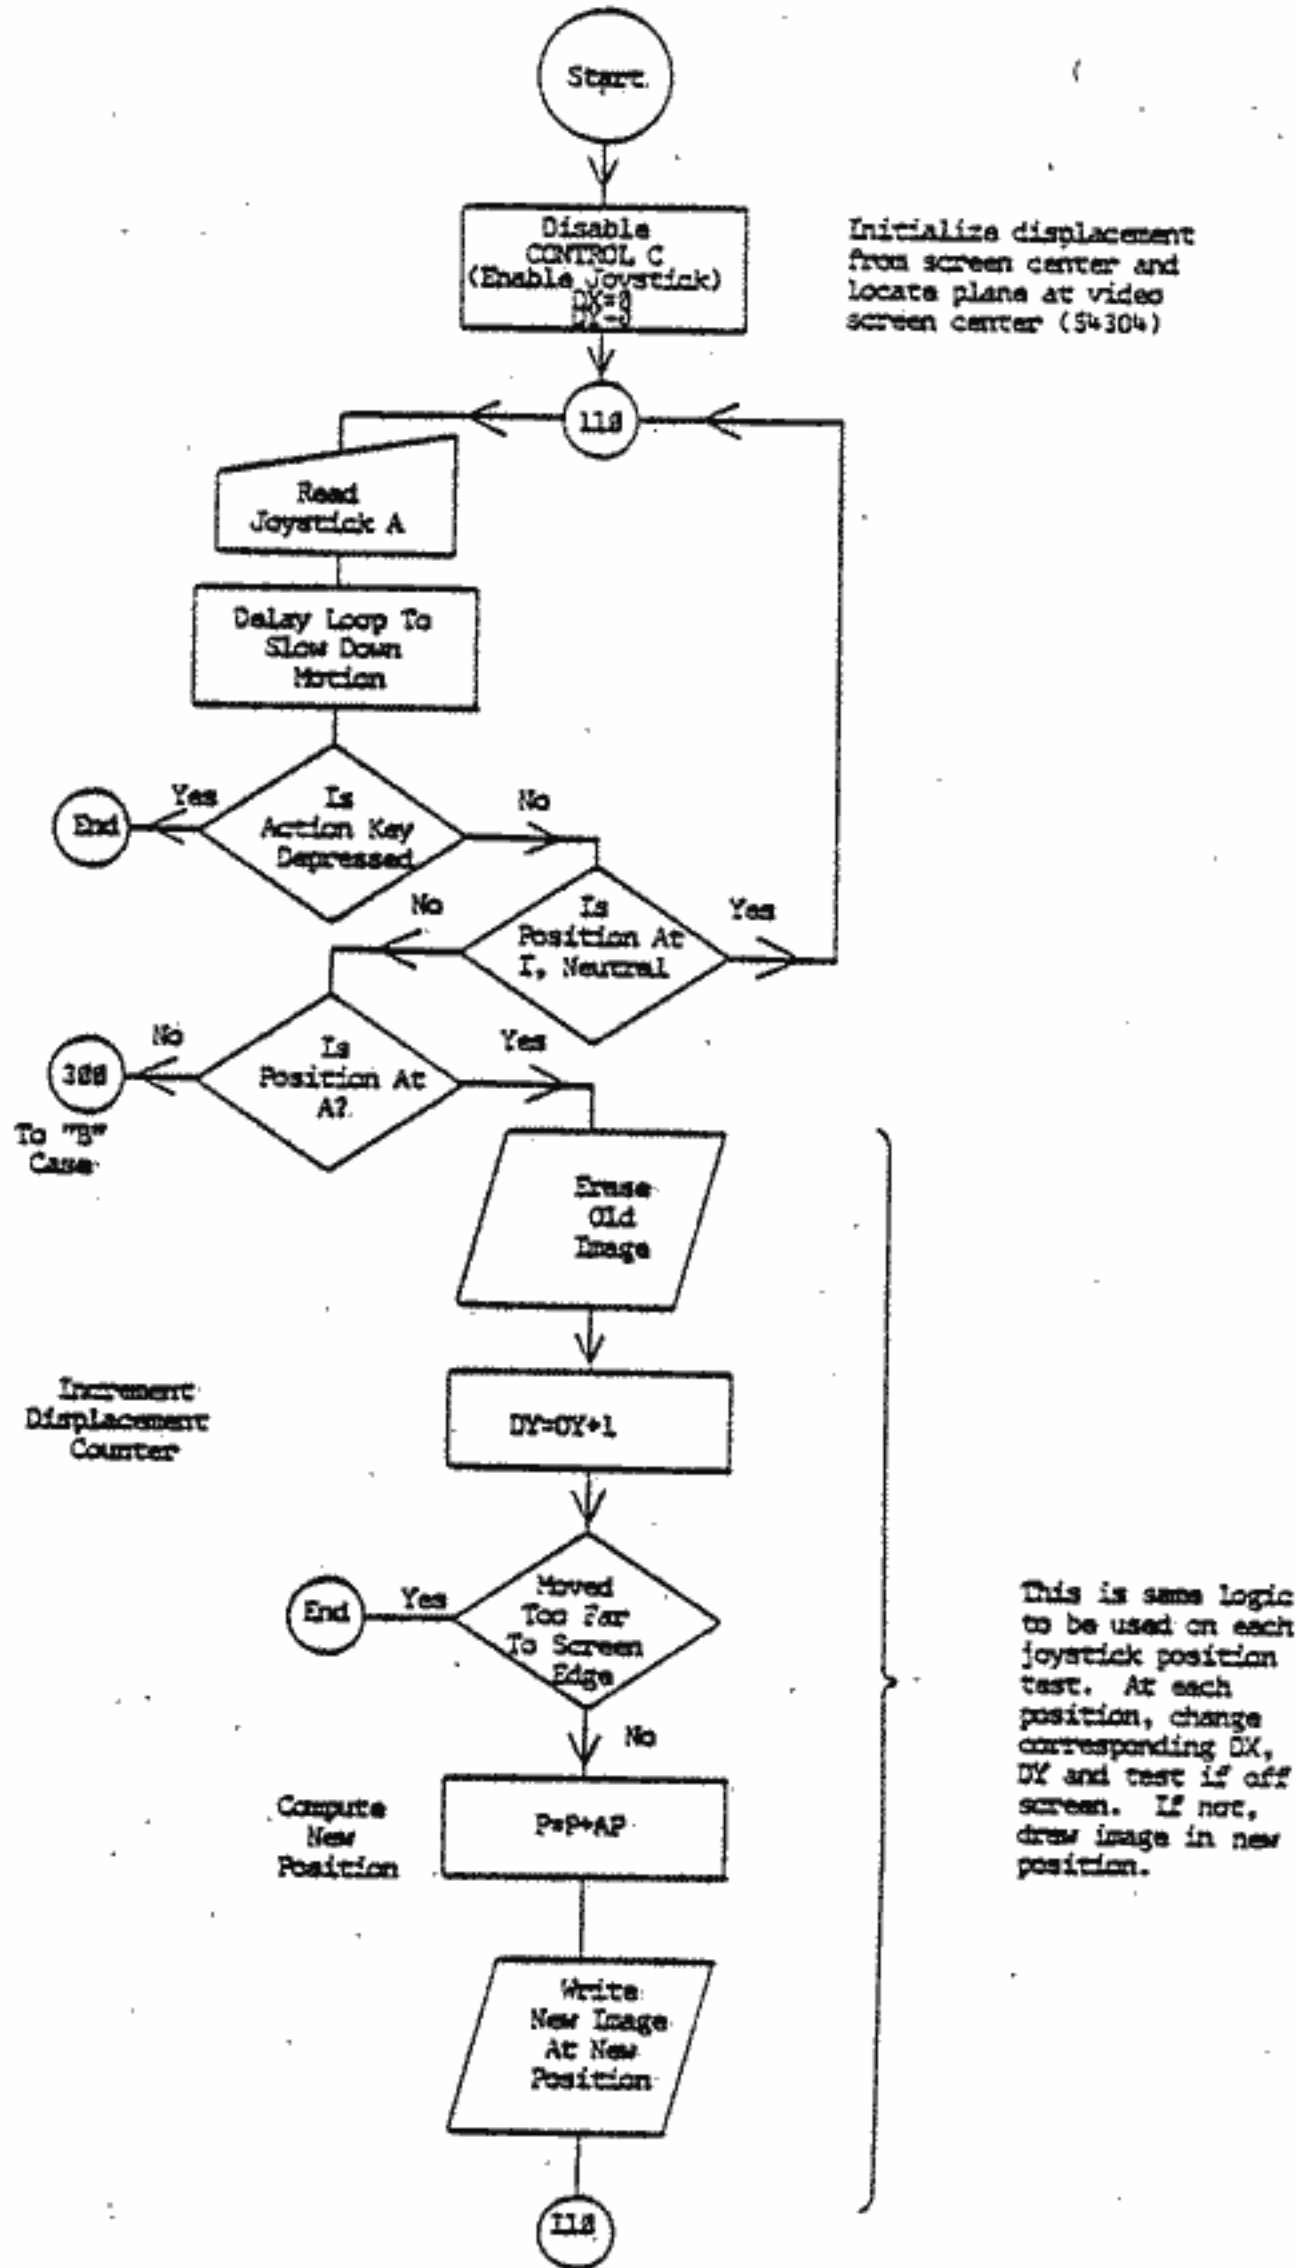 Start
Disable
CONTROL C
(Enable Joystick)
DX=0
DY=0
Initialize displacement
from screen center and
locate plane at video
screen center (54304)
110
Read
Joystick A
Delay Loop To
Slow Down
Motion
Is
Action Key
Depressed
Yes
No
End
Is
Position At
I, Neutral
No
Yes
Is
Position At
A?
No
Yes
300
To "B"
Case
Erase
Old
Image
Increment
Displacement
Counter
DY=DY+1
Moved
Too Far
To Screen
Edge
Yes
End
No
This is same logic
to be used on each
joystick position
test. At each
position, change
corresponding DX,
DY and test if off
screen. If not,
draw image in new
position.
Compute
New
Position
P=P+AP
Write
New Image
At New
Position
110